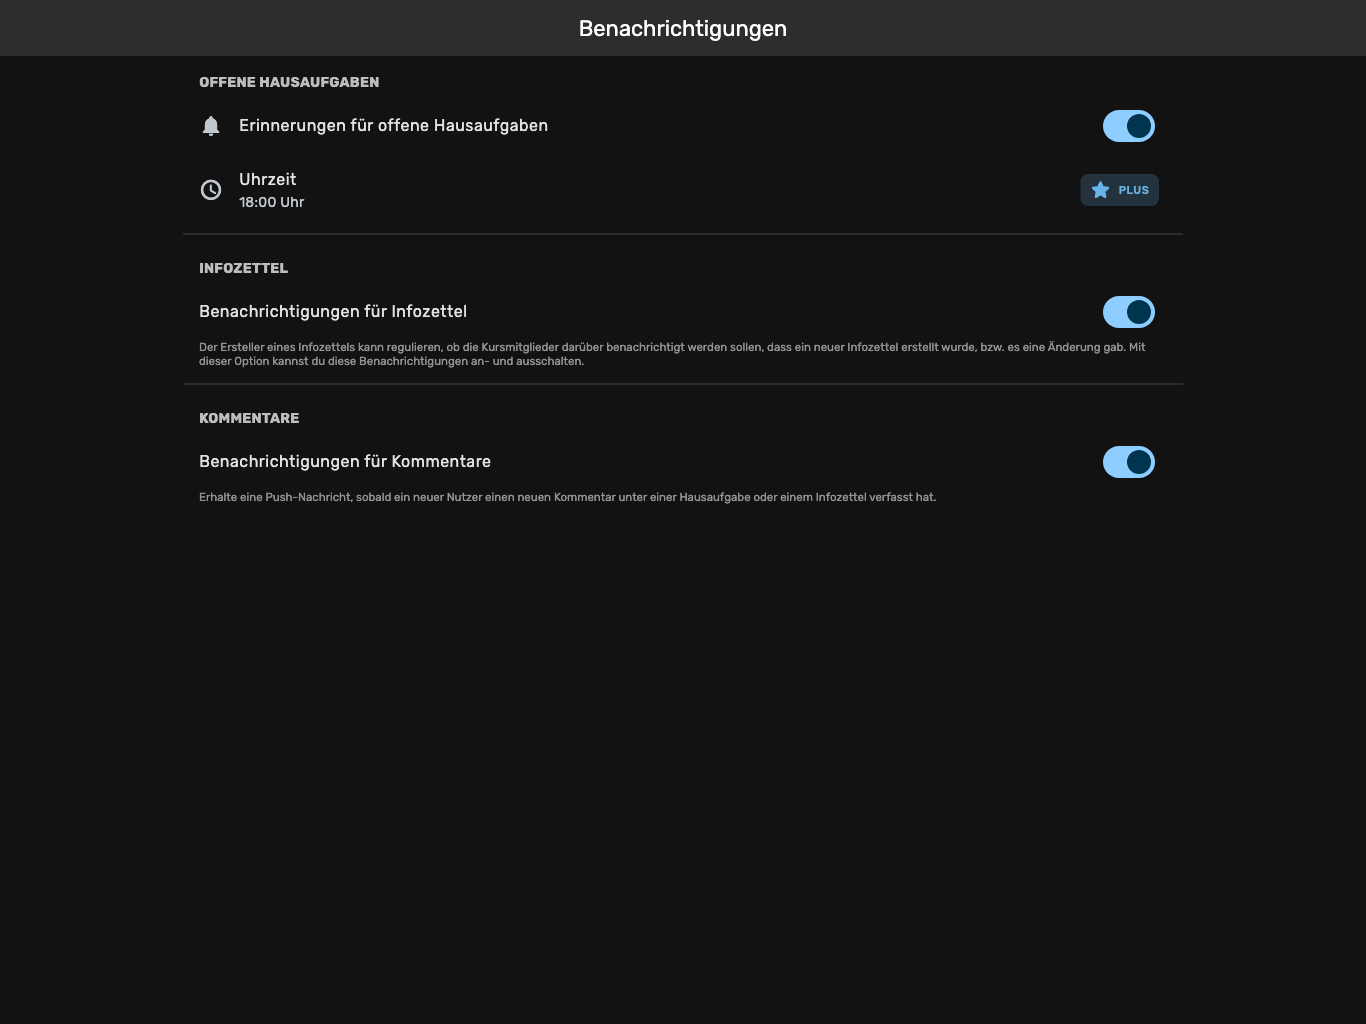 Benachrichtigungen
OFFENE HAUSAUFGABEN
Erinnerungen für offene Hausaufgaben
Uhrzeit
18:00 Uhr
PLUS
INFOZETTEL
Benachrichtigungen für Infozettel
Der Ersteller eines Infozettels kann regulieren, ob die Kursmitglieder darüber benachrichtigt werden sollen, dass ein neuer Infozettel erstellt wurde, bzw. es eine Änderung gab. Mit
dieser Option kannst du diese Benachrichtigungen an- und ausschalten.
KOMMENTARE
Benachrichtigungen für Kommentare
Erhalte eine Push-Nachricht, sobald ein neuer Nutzer einen neuen Kommentar unter einer Hausaufgabe oder einem Infozettel verfasst hat.